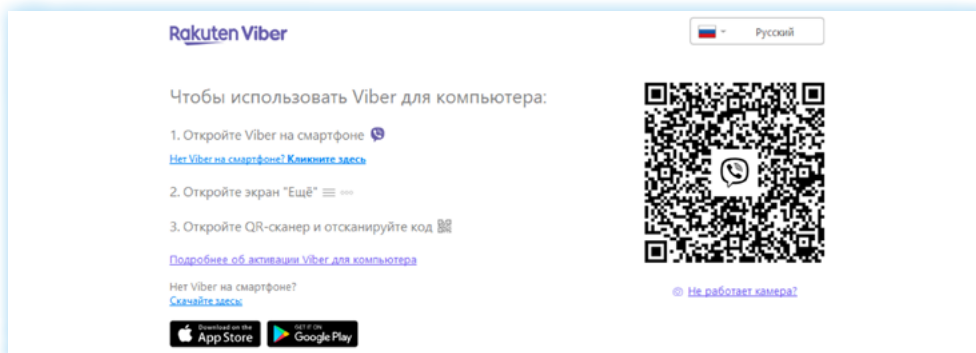 Rakuten Viber
Русский
Чтобы использовать Viber для компьютера:
1. Откройте Viber на смартфоне
Нет Viber на смартфоне? Кликните здесь
2. Откройте экран "Ещё"
3. Откройте QR-сканер и отсканируйте код
Подробнее об активации Viber для компьютера
Нет Viber на смартфоне?
Скачайте здесь:
Не работает камера?
Download on the
App Store
GET IT ON
Google Play